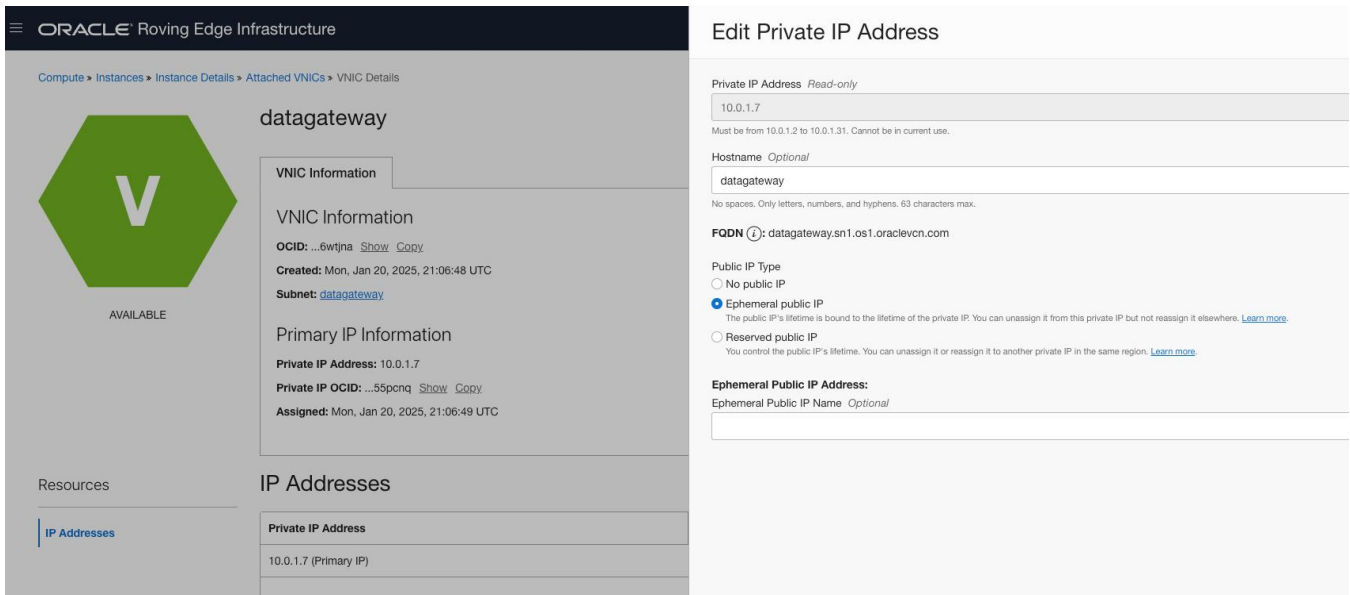 ORACLE Roving Edge Infrastructure
Compute » Instances » Instance Details » Attached VNICs » VNIC Details
V
AVAILABLE
datagateway
VNIC Information
VNIC Information
OCID: ...6wtjna Show Copy
Created: Mon, Jan 20, 2025, 21:06:48 UTC
Subnet: datagateway
Primary IP Information
Private IP Address: 10.0.1.7
Private IP OCID: ...55pcnq Show Copy
Assigned: Mon, Jan 20, 2025, 21:06:49 UTC
Resources
IP Addresses
IP Addresses
Private IP Address
10.0.1.7 (Primary IP)
Edit Private IP Address
Private IP Address Read-only
10.0.1.7
Must be from 10.0.1.2 to 10.0.1.31. Cannot be in current use.
Hostname Optional
datagateway
No spaces. Only letters, numbers, and hyphens. 63 characters max.
FQDN i: datagateway.sn1.os1.oraclevcn.com
Public IP Type
No public IP
Ephemeral public IP
The public IP's lifetime is bound to the lifetime of the private IP. You can unassign it from this private IP but not reassign it elsewhere. Learn more.
Reserved public IP
You control the public IP's lifetime. You can unassign it or reassign it to another private IP in the same region. Learn more.
Ephemeral Public IP Address:
Ephemeral Public IP Name Optional